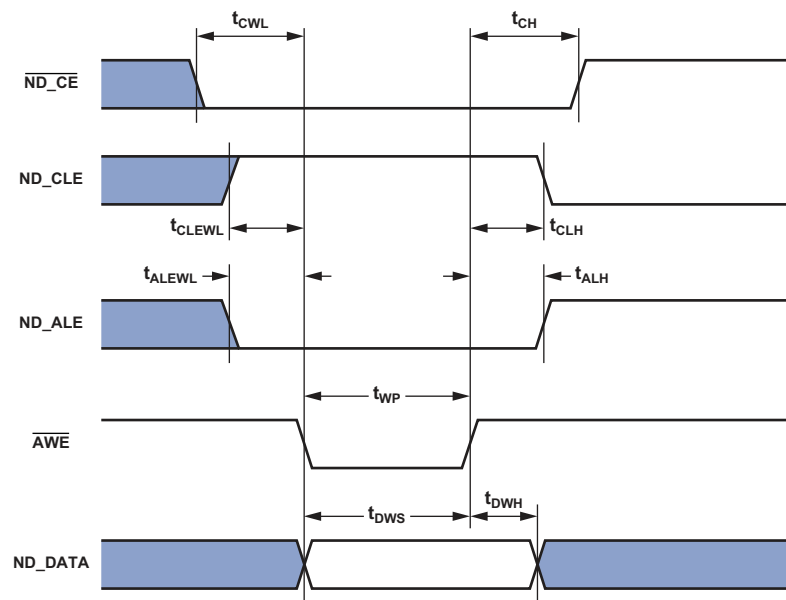 tCWL tCH
ND_CE
ND_CLE
tCLEWL tCLH
tALEWL tALH
ND_ALE
tWP
AWE
tDWS tDWH
ND_DATA